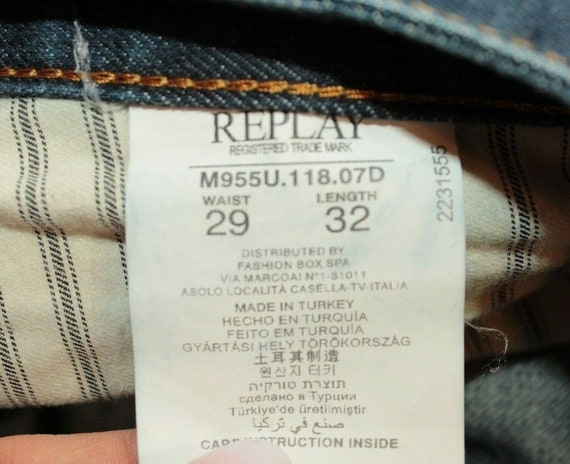 REPLAY
REGISTERED TRADE MARK
M955U.118.07D
WAIST LENGTH
29 32
2231555
DISTRIBUTED BY
FASHION BOX SPA
VIA MARCOAI N°1-31011
ASOLO LOCALITÀ CASELLA-TV-ITALIA
MADE IN TURKEY
HECHO EN TURQUÍA
FEITO EM TURQUÍA
GYÁRTÁSI HELY TÖRÖKORSZÁG
土耳其制造
원산지 터키
תוצרת טורקיה
сделано в Турции
Türkiye'de üretilmiştir
صنع في تركيا
CARE INSTRUCTION INSIDE